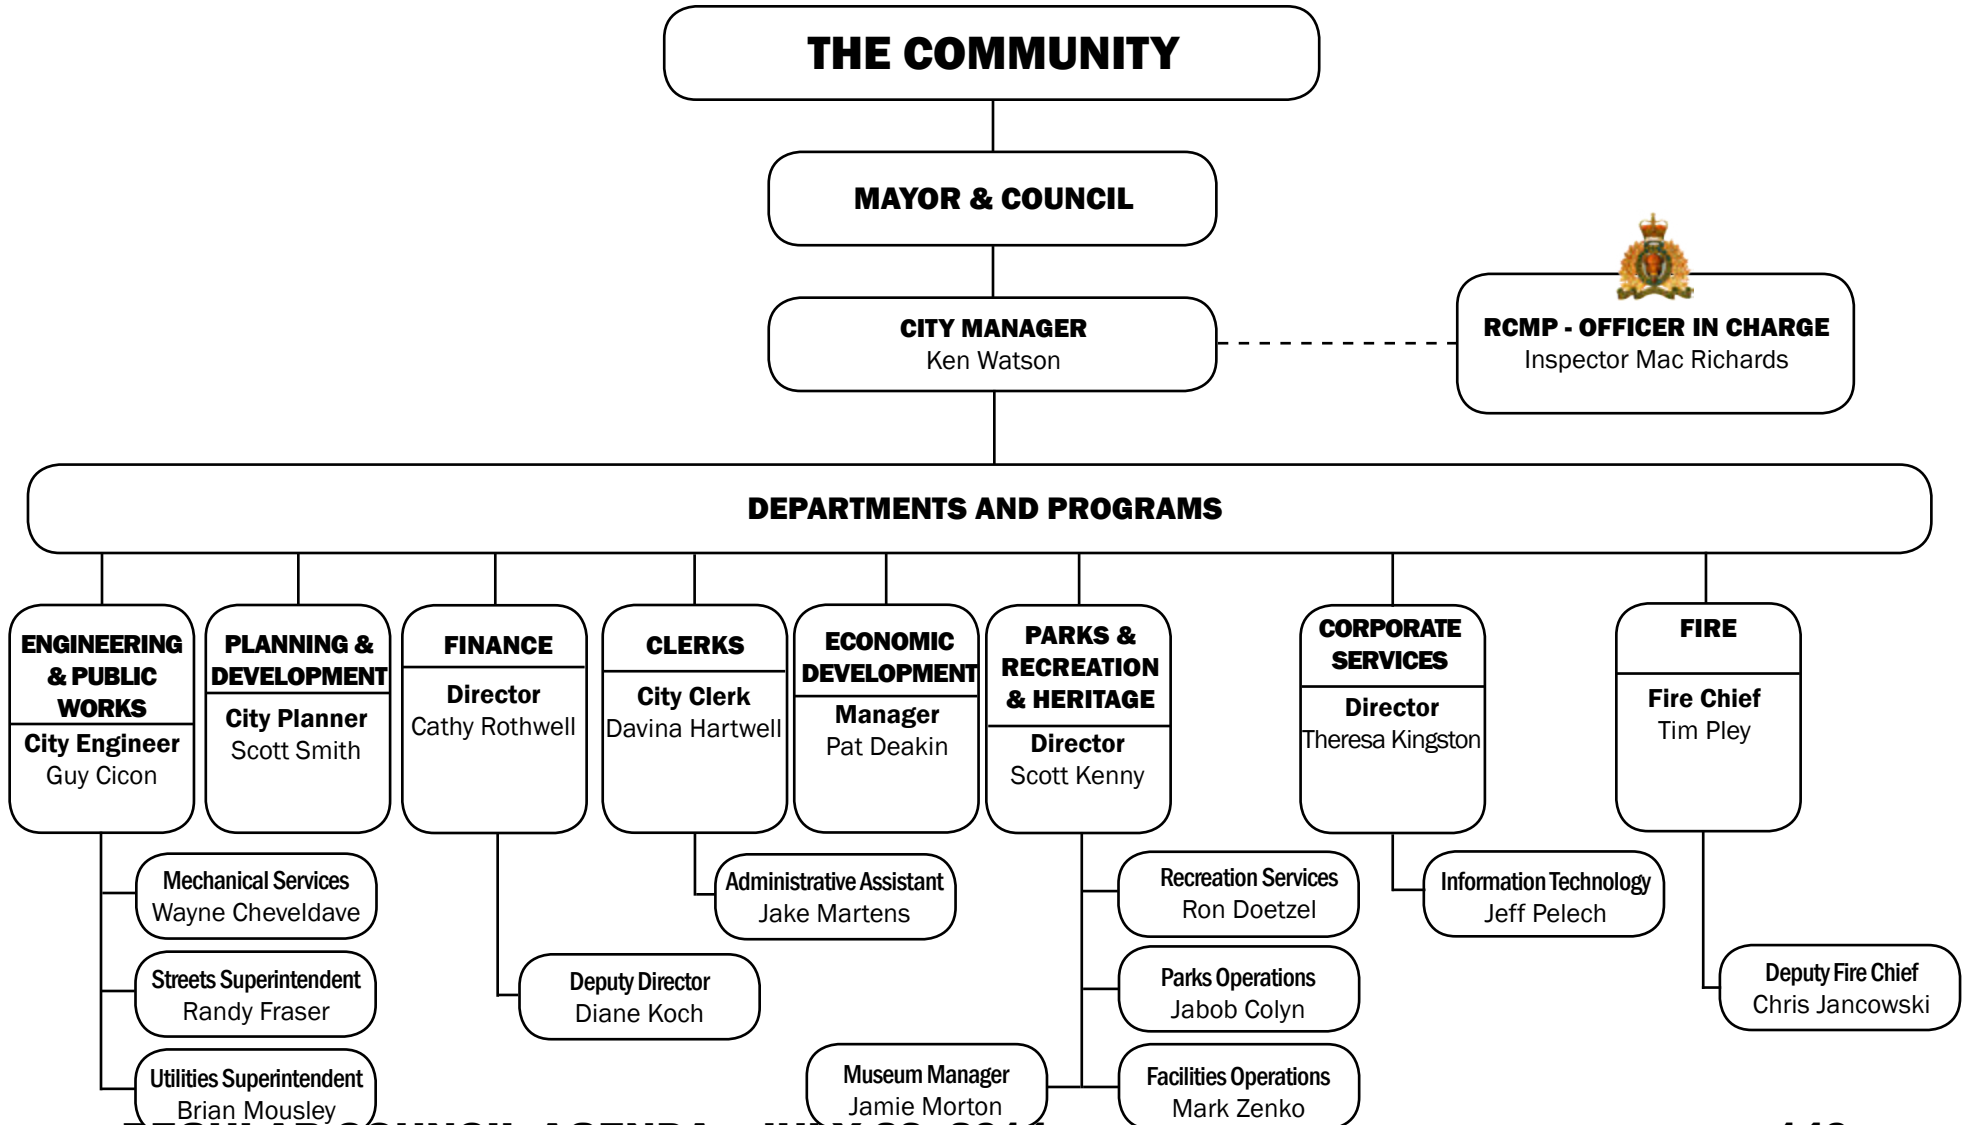 THE COMMUNITY
MAYOR & COUNCIL
CITY MANAGER
Ken Watson
RCMP - OFFICER IN CHARGE
Inspector Mac Richards
DEPARTMENTS AND PROGRAMS
ENGINEERING
& PUBLIC
WORKS
City Engineer
Guy Cicon
PLANNING &
DEVELOPMENT
City Planner
Scott Smith
FINANCE
Director
Cathy Rothwell
CLERKS
City Clerk
Davina Hartwell
ECONOMIC
DEVELOPMENT
Manager
Pat Deakin
PARKS &
RECREATION
& HERITAGE
Director
Scott Kenny
CORPORATE
SERVICES
Director
Theresa Kingston
FIRE
Fire Chief
Tim Pley
Mechanical Services
Wayne Cheveldave
Streets Superintendent
Randy Fraser
Utilities Superintendent
Brian Mousley
Deputy Director
Diane Koch
Administrative Assistant
Jake Martens
Recreation Services
Ron Doetzel
Parks Operations
Jabob Colyn
Museum Manager
Jamie Morton
Facilities Operations
Mark Zenko
Information Technology
Jeff Pelech
Deputy Fire Chief
Chris Jancowski
REGULAR COUNCIL AGENDA - JULY